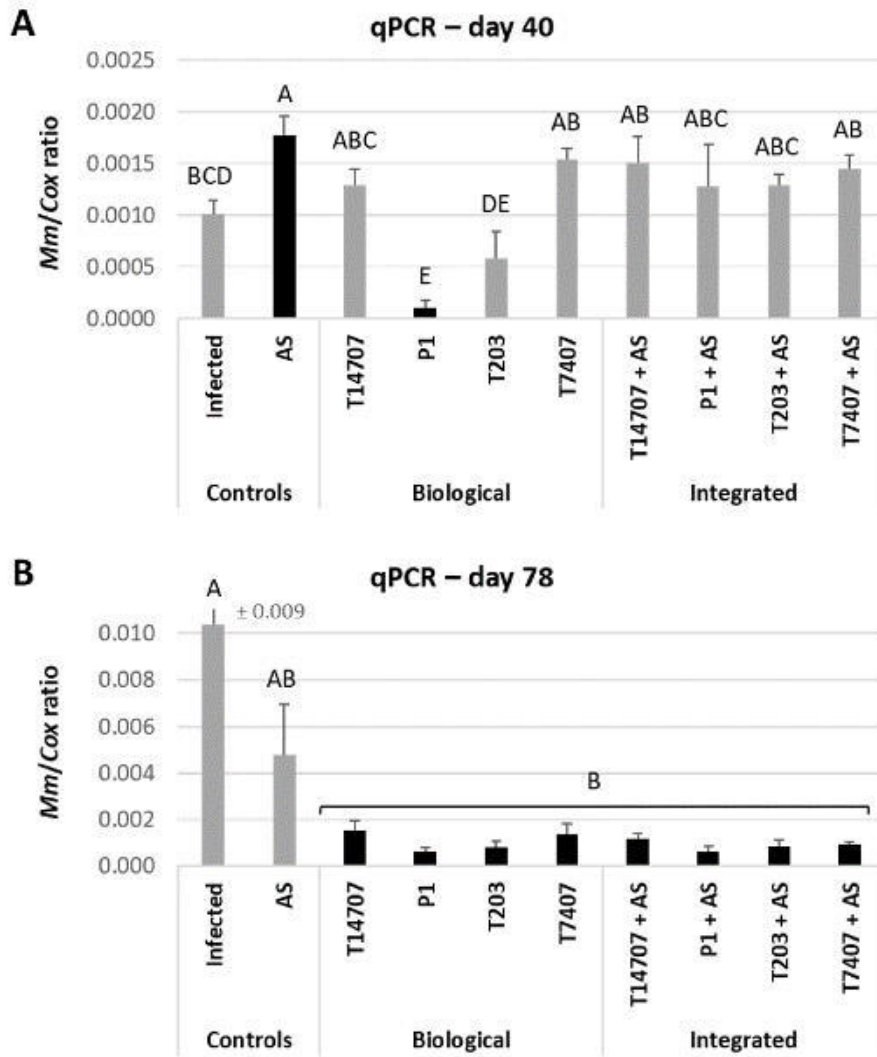 A
qPCR – day 40
Mm/Cox ratio
0.0025
0.0020
0.0015
0.0010
0.0005
0.0000
BCD
A
ABC
E
DE
AB
AB
ABC
ABC
AB
Infected
AS
T14707
P1
T203
T7407
T14707 + AS
P1 + AS
T203 + AS
T7407 + AS
Controls
Biological
Integrated
B
qPCR – day 78
Mm/Cox ratio
0.010
0.008
0.006
0.004
0.002
0.000
A
± 0.009
AB
B
Infected
AS
T14707
P1
T203
T7407
T14707 + AS
P1 + AS
T203 + AS
T7407 + AS
Controls
Biological
Integrated